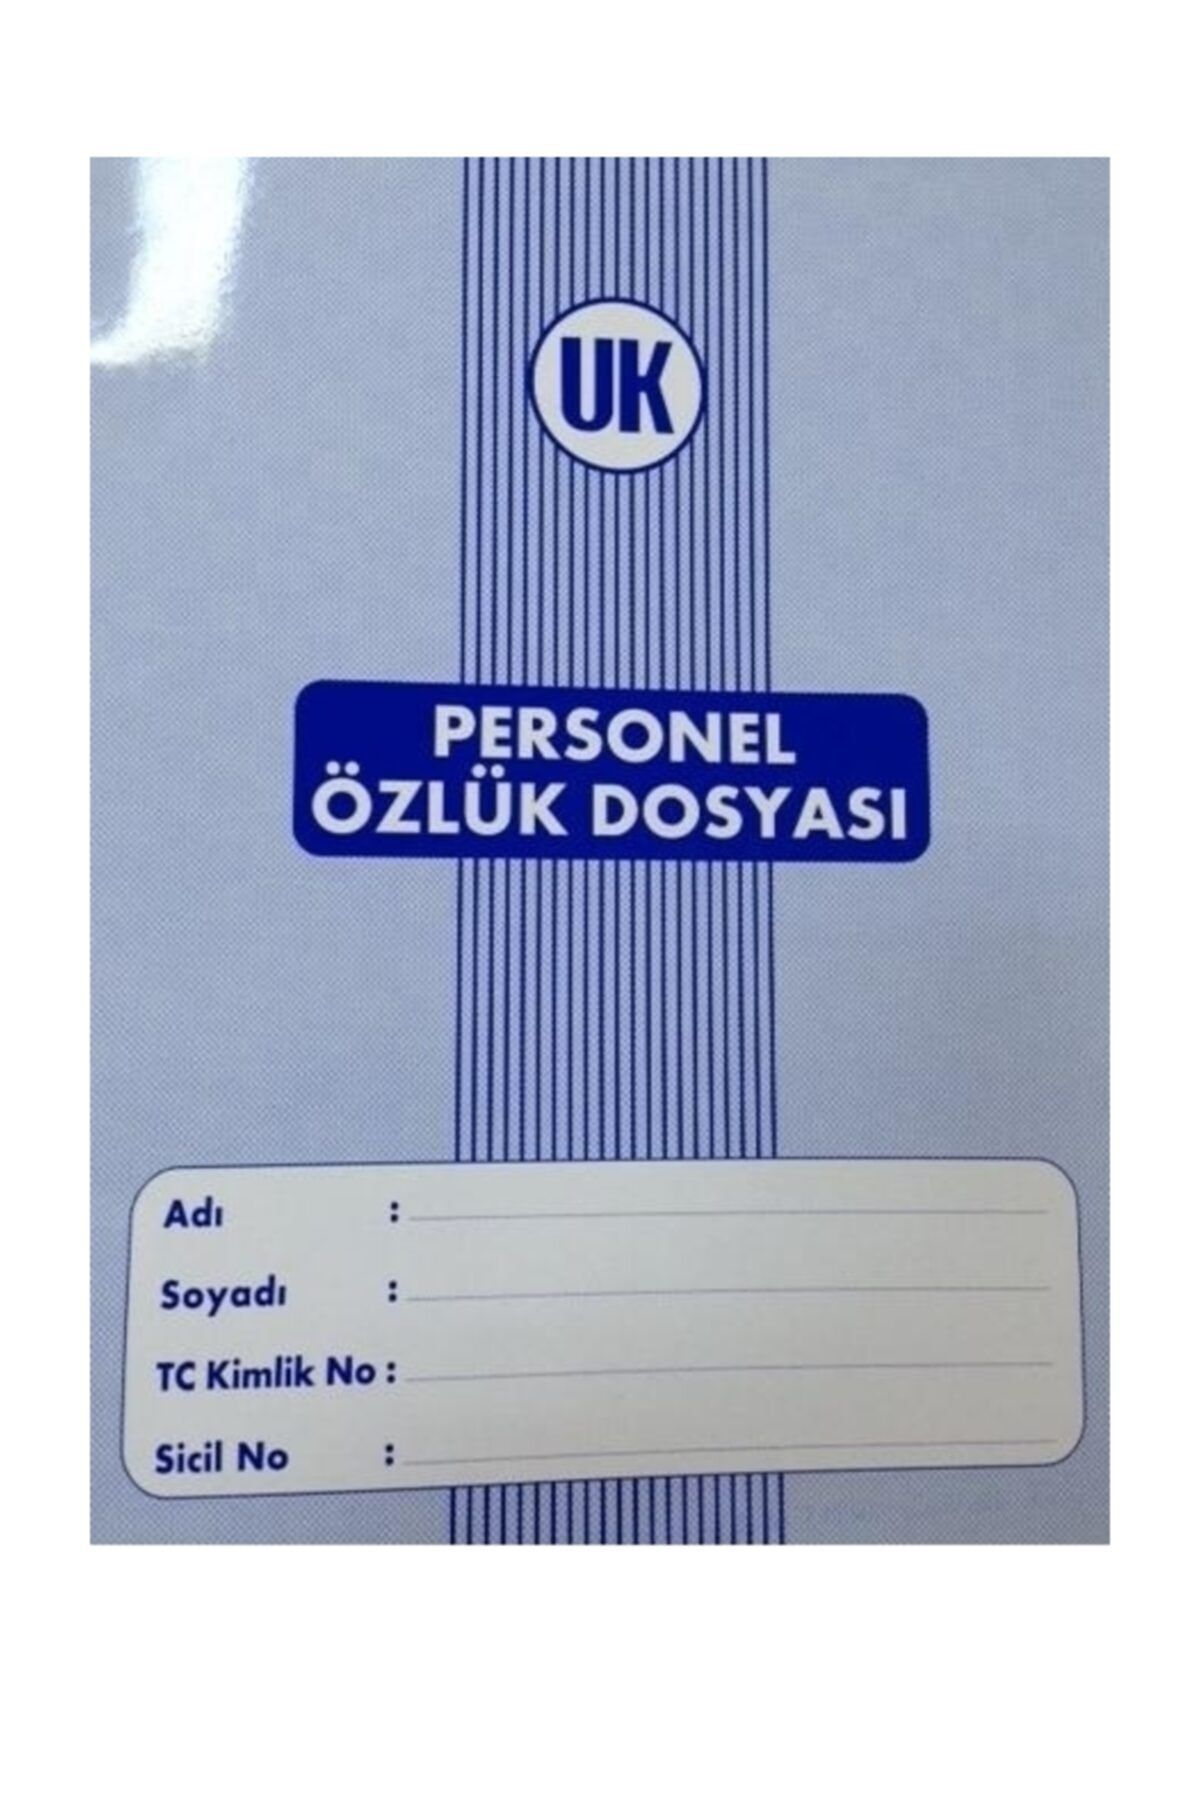 UK
PERSONEL
ÖZLÜK DOSYASI
Adı :
Soyadı :
TC Kimlik No :
Sicil No :